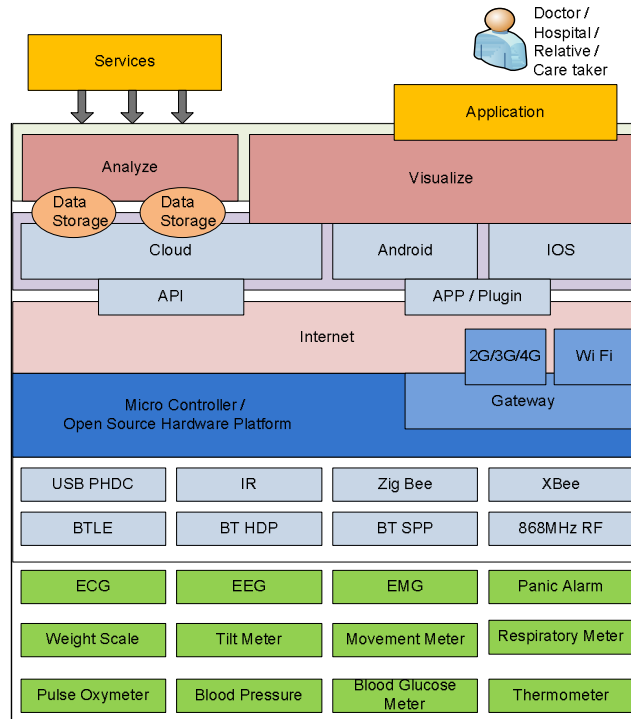 Doctor /
Hospital /
Relative /
Care taker
Services
Application
Analyze
Visualize
Data
Storage
Data
Storage
Cloud
Android
IOS
API
APP / Plugin
Internet
2G/3G/4G
Wi Fi
Micro Controller /
Open Source Hardware Platform
Gateway
USB PHDC
IR
Zig Bee
XBee
BTLE
BT HDP
BT SPP
868MHz RF
ECG
EEG
EMG
Panic Alarm
Weight Scale
Tilt Meter
Movement Meter
Respiratory Meter
Pulse Oxymeter
Blood Pressure
Blood Glucose
Meter
Thermometer